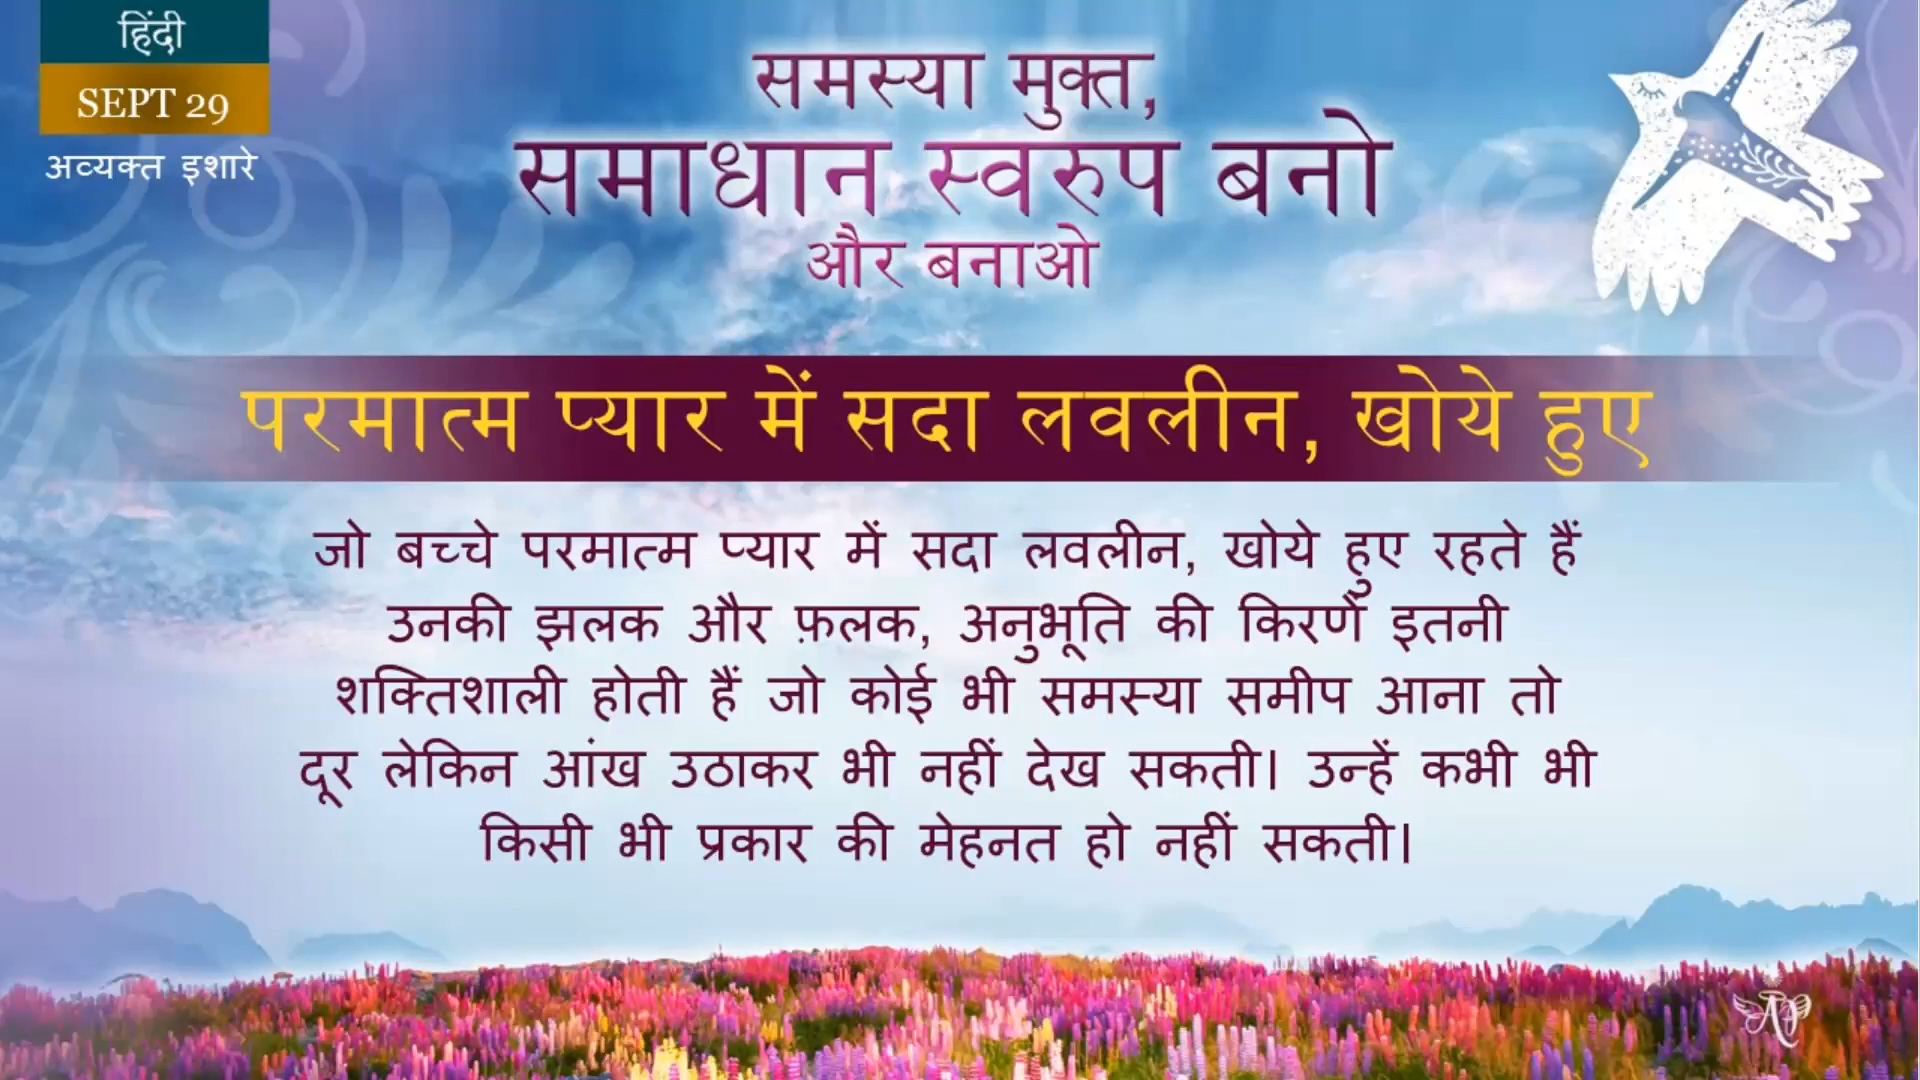 हिंदी
SEPT 29
अव्यक्त इशारे
समस्या मुक्त,
समाधान स्वरुप बनो
और बनाओ
परमात्म प्यार में सदा लवलीन, खोये हुए
जो बच्चे परमात्म प्यार में सदा लवलीन, खोये हुए रहते हैं
उनकी झलक और फ़लक, अनुभूति की किरणें इतनी
शक्तिशाली होती हैं जो कोई भी समस्या समीप आना तो
दूर लेकिन आंख उठाकर भी नहीं देख सकती। उन्हें कभी भी
किसी भी प्रकार की मेहनत हो नहीं सकती।